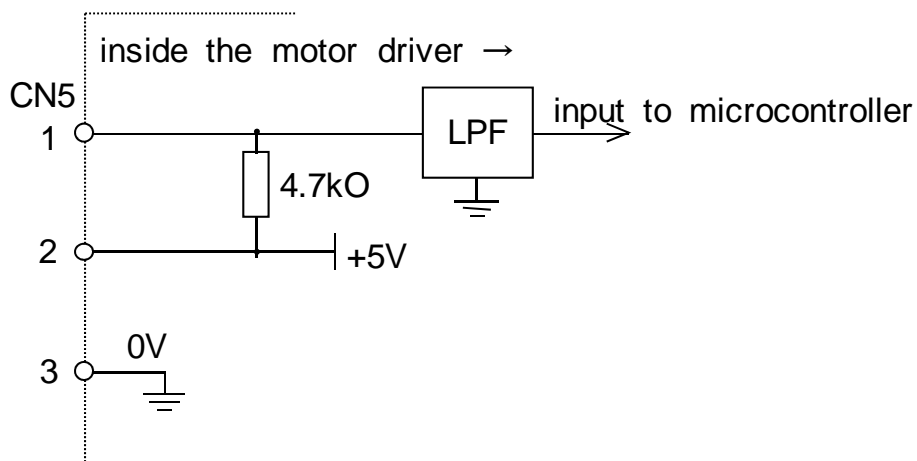 inside the motor driver →
CN5
1
LPF
input to microcontroller
4.7kO
2
+5V
0V
3